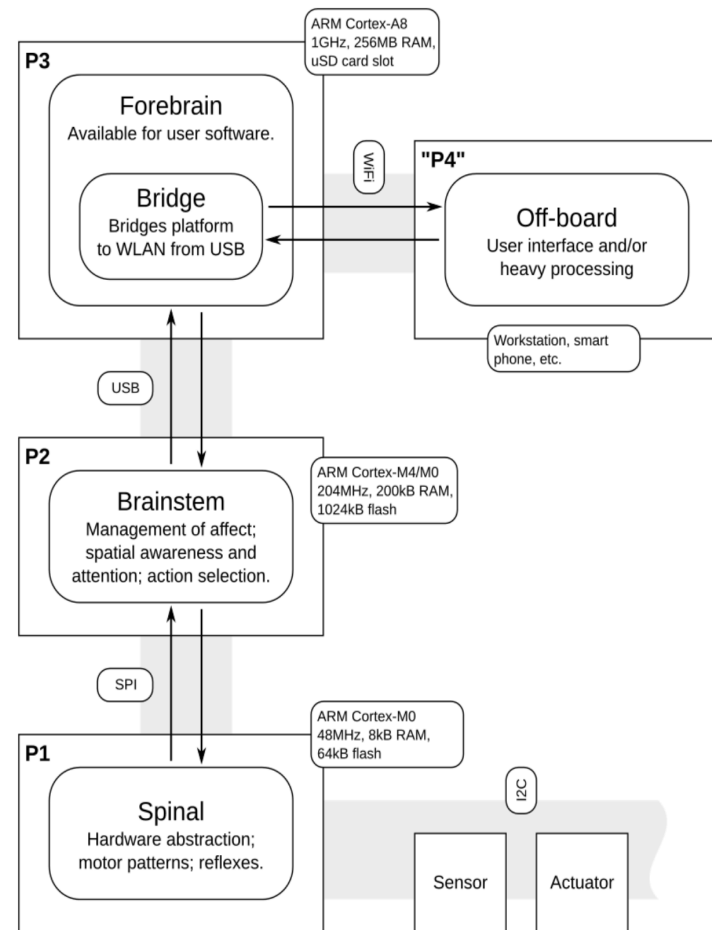 ARM Cortex-A8
1GHz, 256MB RAM,
uSD card slot
P3
Forebrain
Available for user software.
Bridge
Bridges platform
to WLAN from USB
WiFi
"P4"
Off-board
User interface and/or
heavy processing
Workstation, smart
phone, etc.
USB
P2
ARM Cortex-M4/M0
204MHz, 200kB RAM,
1024kB flash
Brainstem
Management of affect;
spatial awareness and
attention; action selection.
SPI
ARM Cortex-M0
48MHz, 8kB RAM,
64kB flash
P1
Spinal
Hardware abstraction;
motor patterns; reflexes.
I2C
Sensor
Actuator